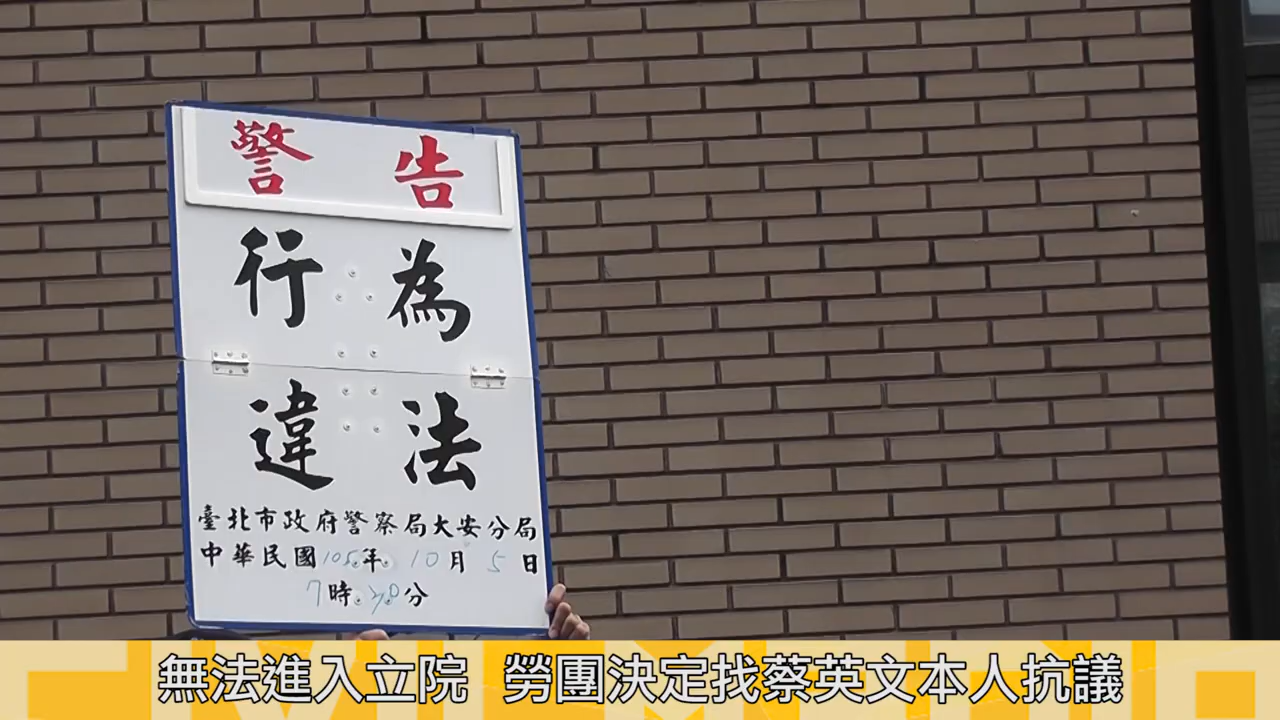 警告
行為
違法
臺北市政府警察局大安分局
中華民國105年10月5日
7時38分
無法進入立院 勞團決定找蔡英文本人抗議